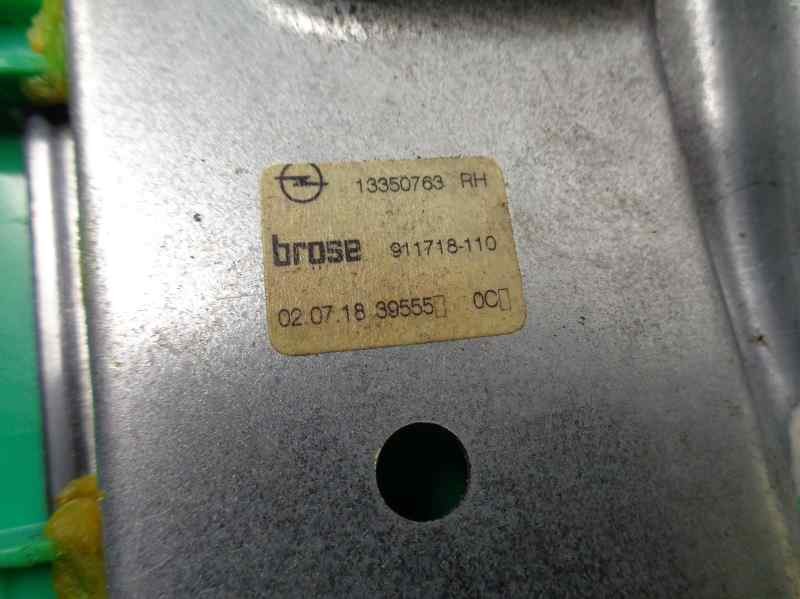 13350763 RH
brose 911718-110
02.07.18 39555▯ 0C▯